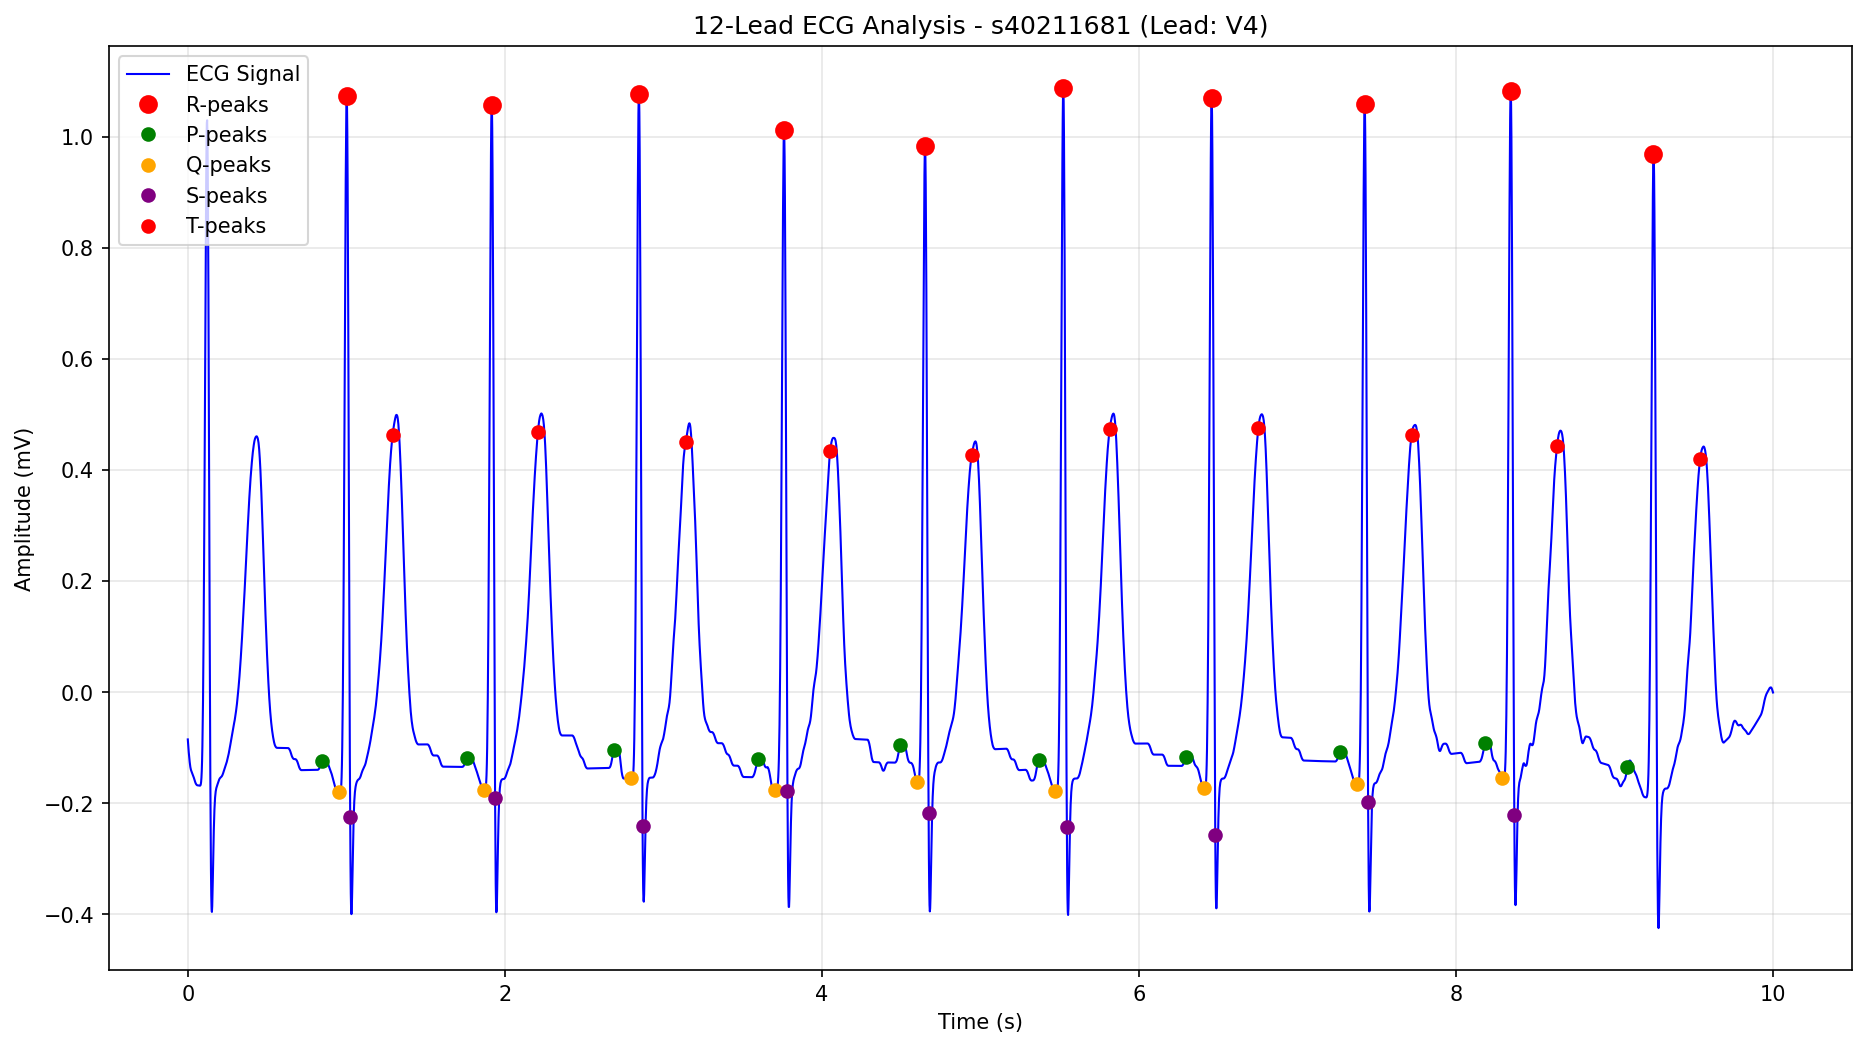 12-Lead ECG Analysis - s40211681 (Lead: V4)
ECG Signal
R-peaks
P-peaks
Q-peaks
S-peaks
T-peaks
Amplitude (mV)
1.0
0.8
0.6
0.4
0.2
0.0
−0.2
−0.4
0 2 4 6 8 10
Time (s)